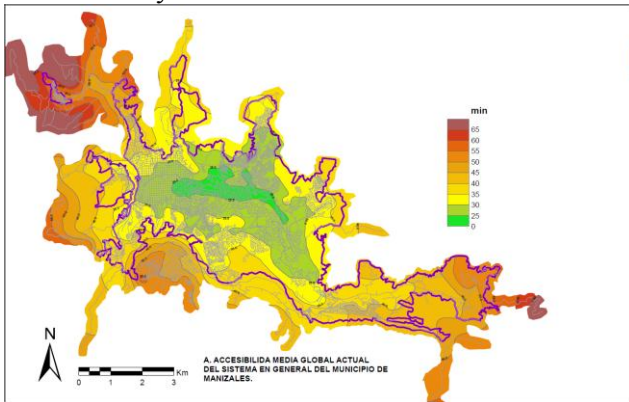 min
65
60
55
50
45
40
35
30
25
0
N
0 1 2 3 Km
A. ACCESIBILIDA MEDIA GLOBAL ACTUAL
DEL SISTEMA EN GENERAL DEL MUNICIPIO DE
MANIZALES.